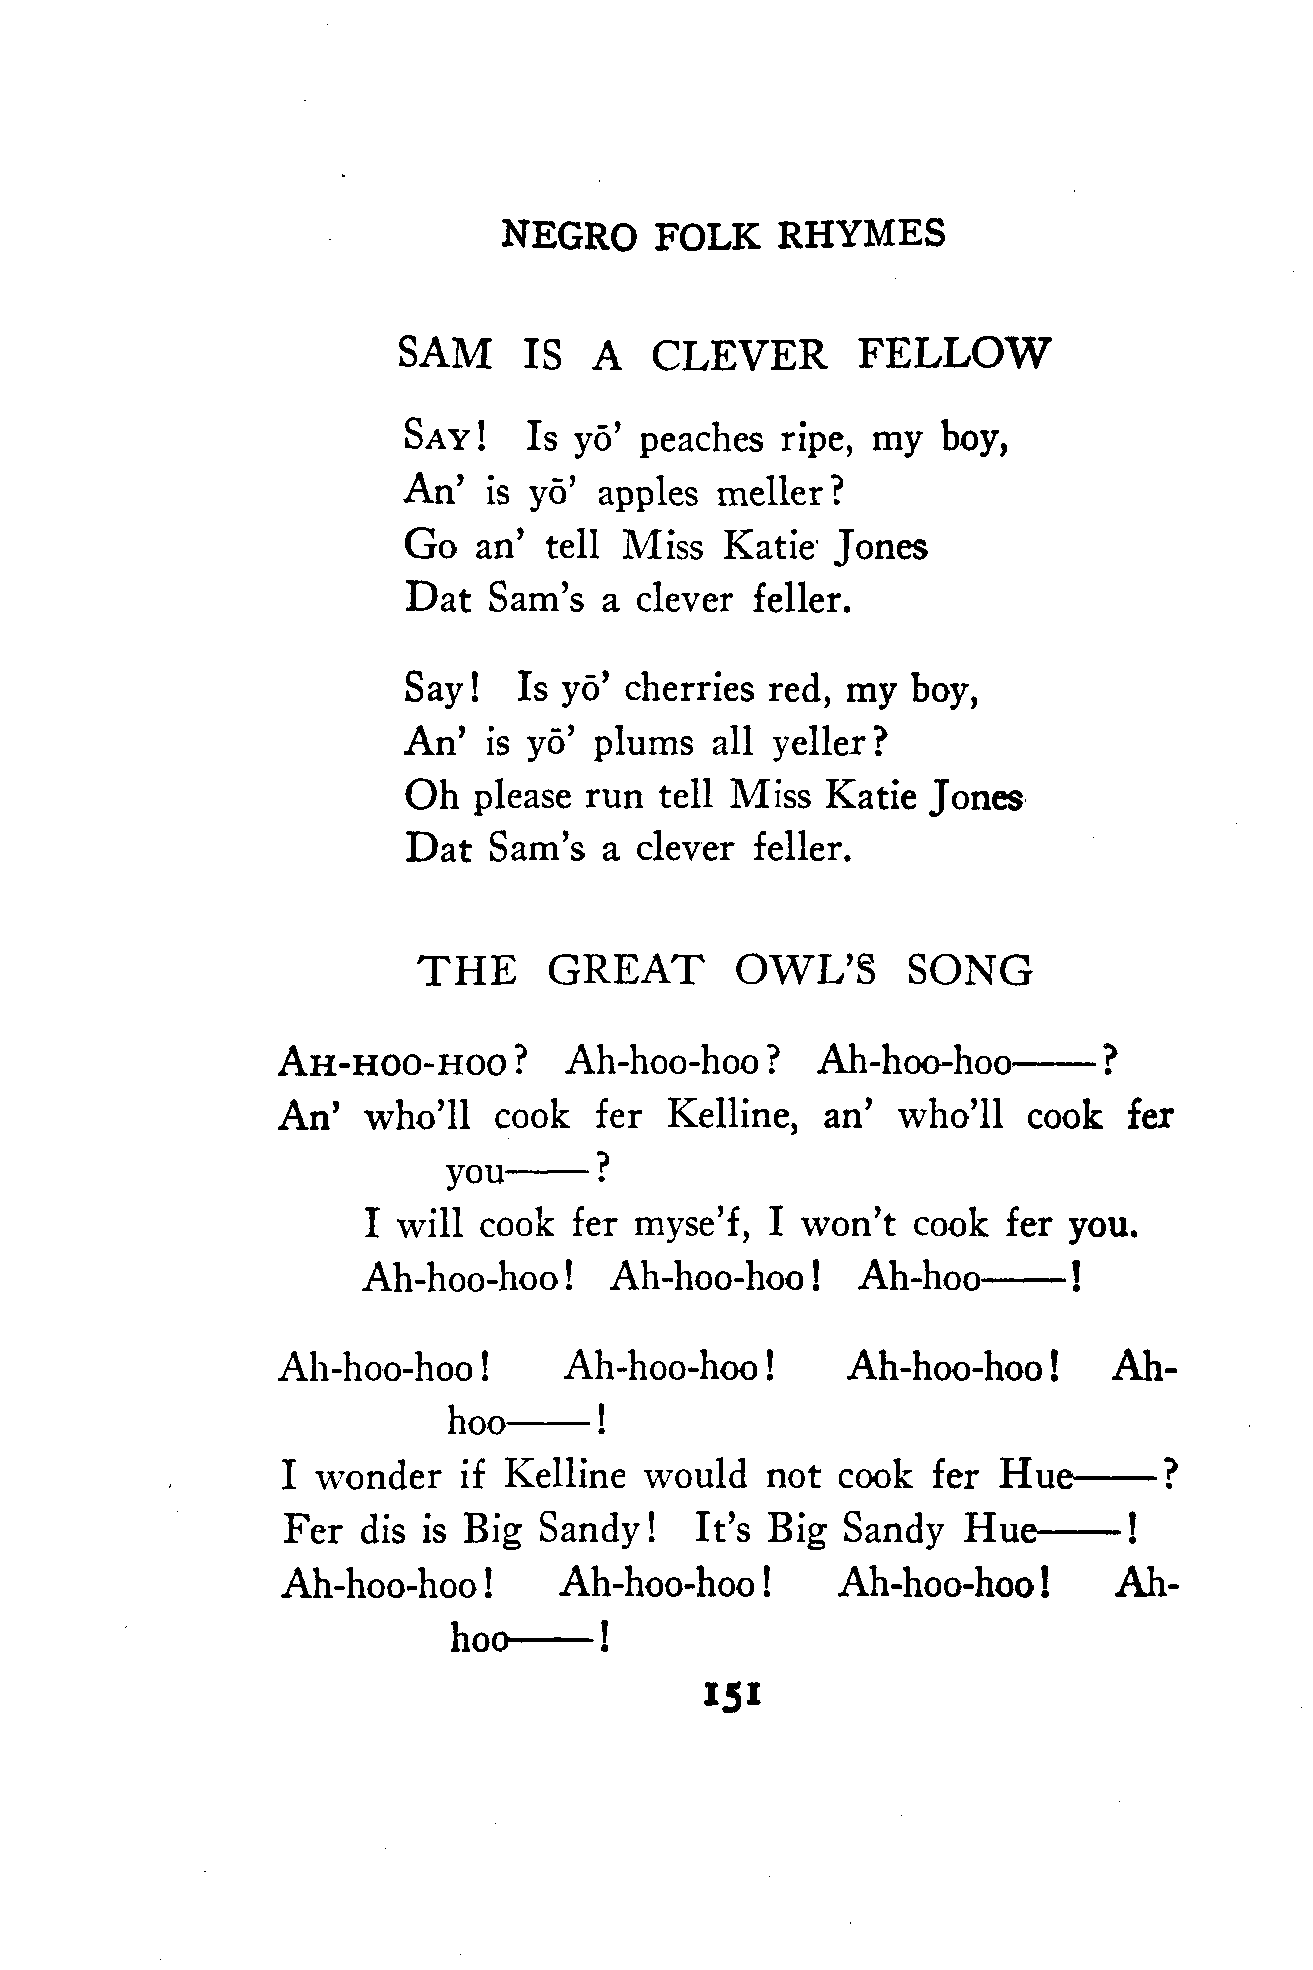 NEGRO FOLK RHYMES
SAM IS A CLEVER FELLOW
SAY! Is yō’ peaches ripe, my boy,
An’ is yō’ apples meller?
Go an’ tell Miss Katie Jones
Dat Sam’s a clever feller.
Say! Is yō’ cherries red, my boy,
An’ is yō’ plums all yeller?
Oh please run tell Miss Katie Jones
Dat Sam’s a clever feller.
THE GREAT OWL’S SONG
AH-HOO-HOO? Ah-hoo-hoo? Ah-hoo-hoo——?
An’ who’ll cook fer Kelline, an’ who’ll cook fer
you——?
I will cook fer myse’f, I won’t cook fer you.
Ah-hoo-hoo! Ah-hoo-hoo! Ah-hoo——!
Ah-hoo-hoo! Ah-hoo-hoo! Ah-hoo-hoo! Ah-
hoo——!
I wonder if Kelline would not cook fer Hue——?
Fer dis is Big Sandy! It’s Big Sandy Hue——!
Ah-hoo-hoo! Ah-hoo-hoo! Ah-hoo-hoo! Ah-
hoo——!
151